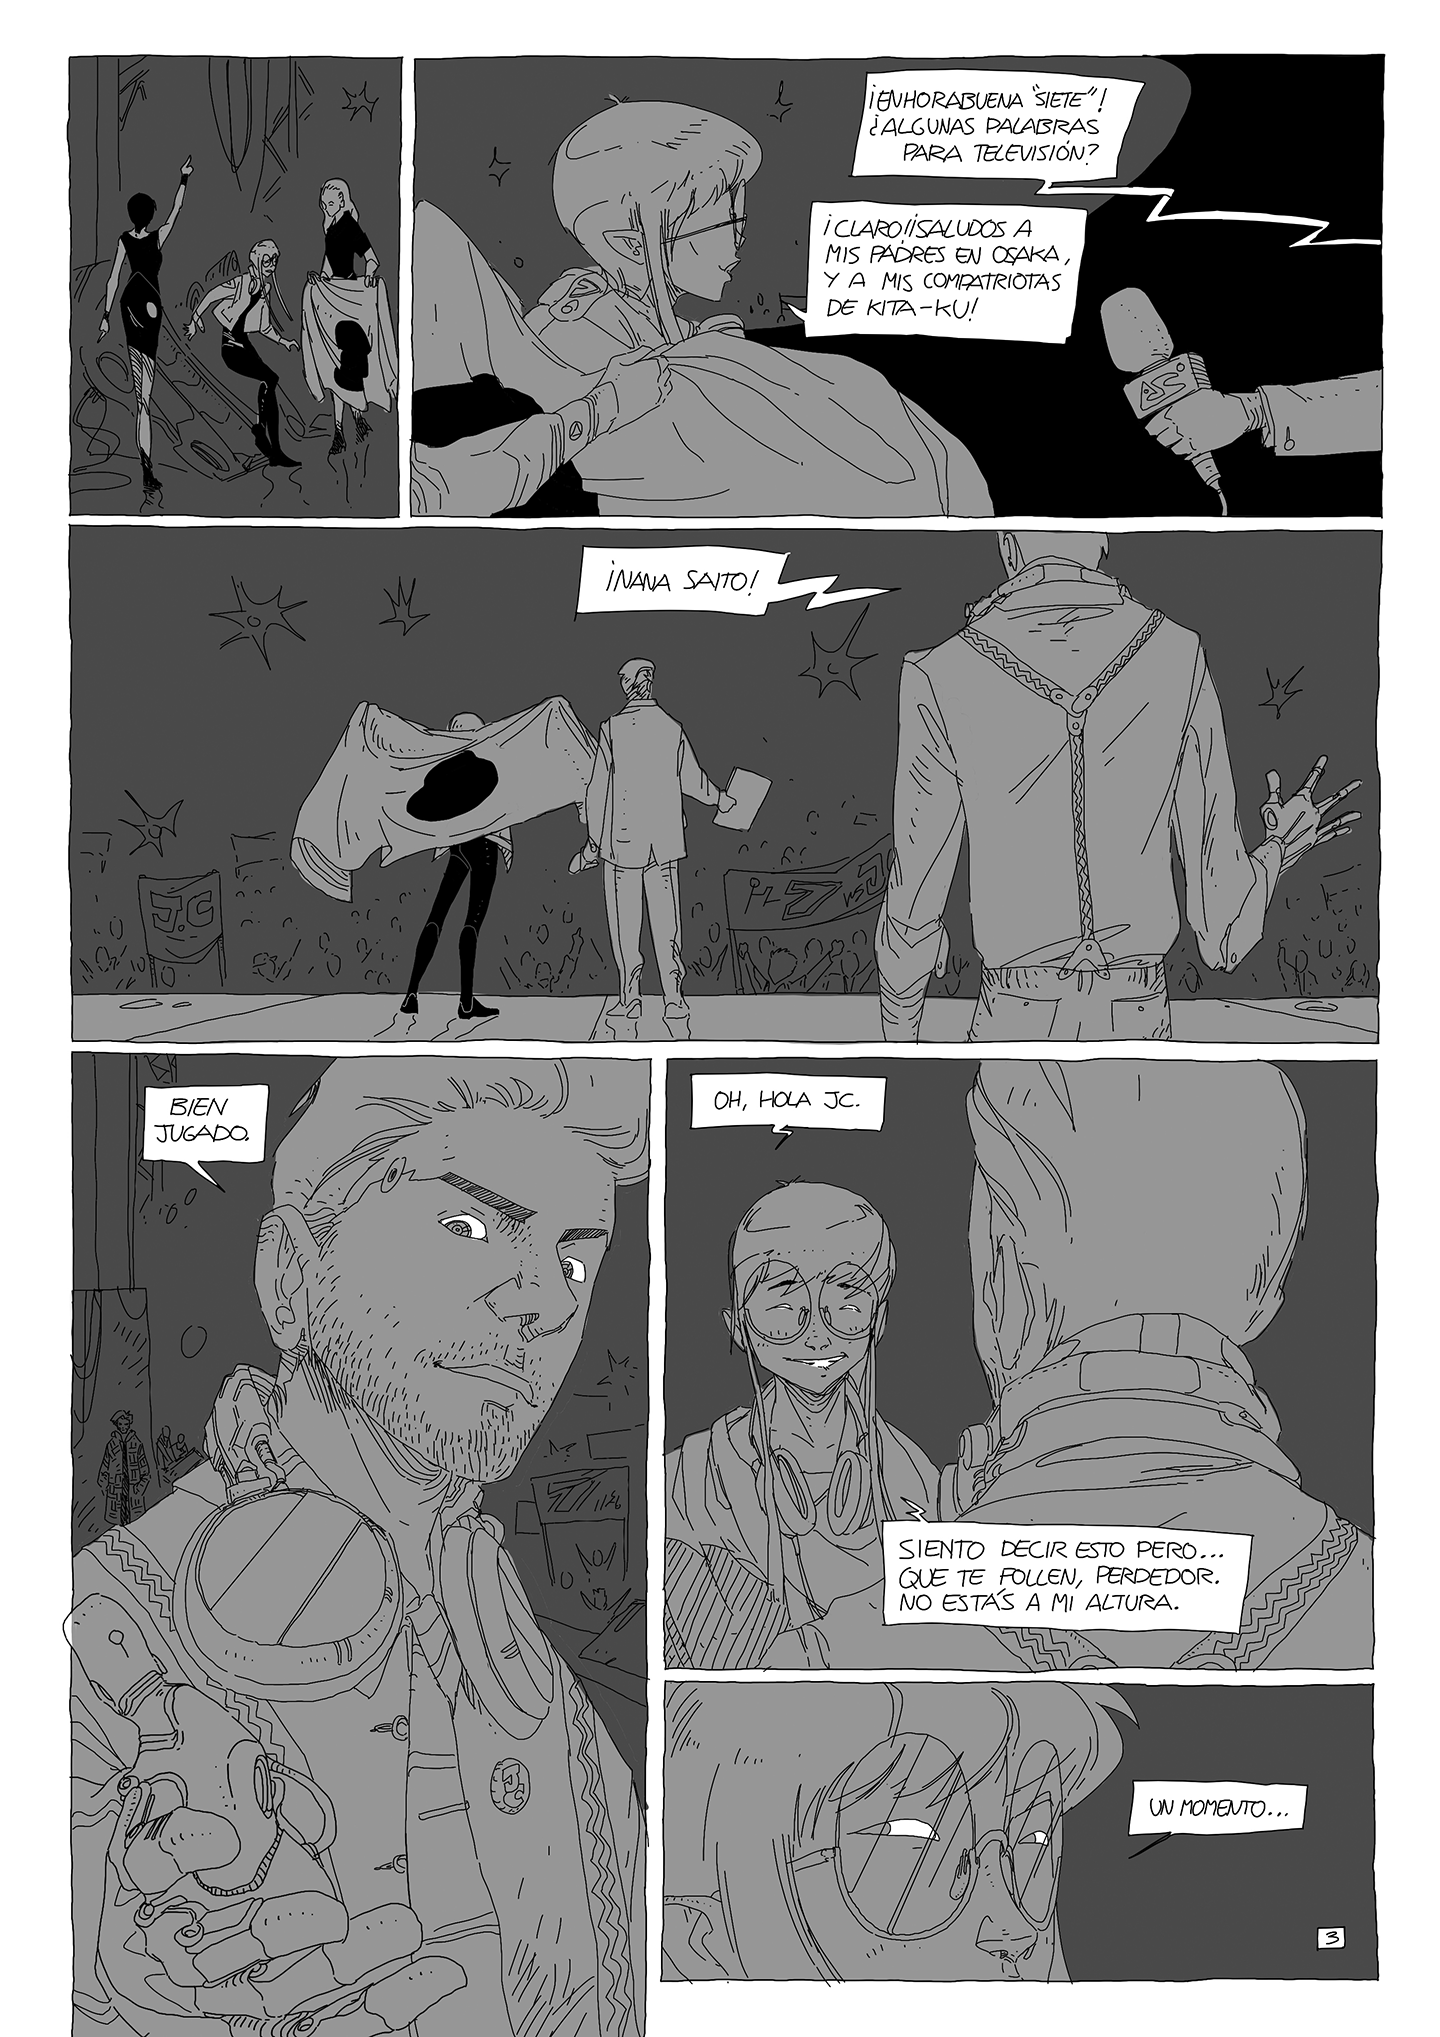 ¡ENHORABUENA "SIETE"!
¿ALGUNAS PALABRAS
PARA TELEVISIÓN?
¡CLARO!¡SALUDOS A
MIS PADRES EN OSAKA,
Y A MIS COMPATRIOTAS
DE KITA-KU!
JC
¡NANA SAITO!
J.C
BIEN
JUGADO.
OH, HOLA JC.
SIENTO DECIR ESTO PERO...
QUE TE FOLLEN, PERDEDOR.
NO ESTÁS A MI ALTURA.
UN MOMENTO...
3